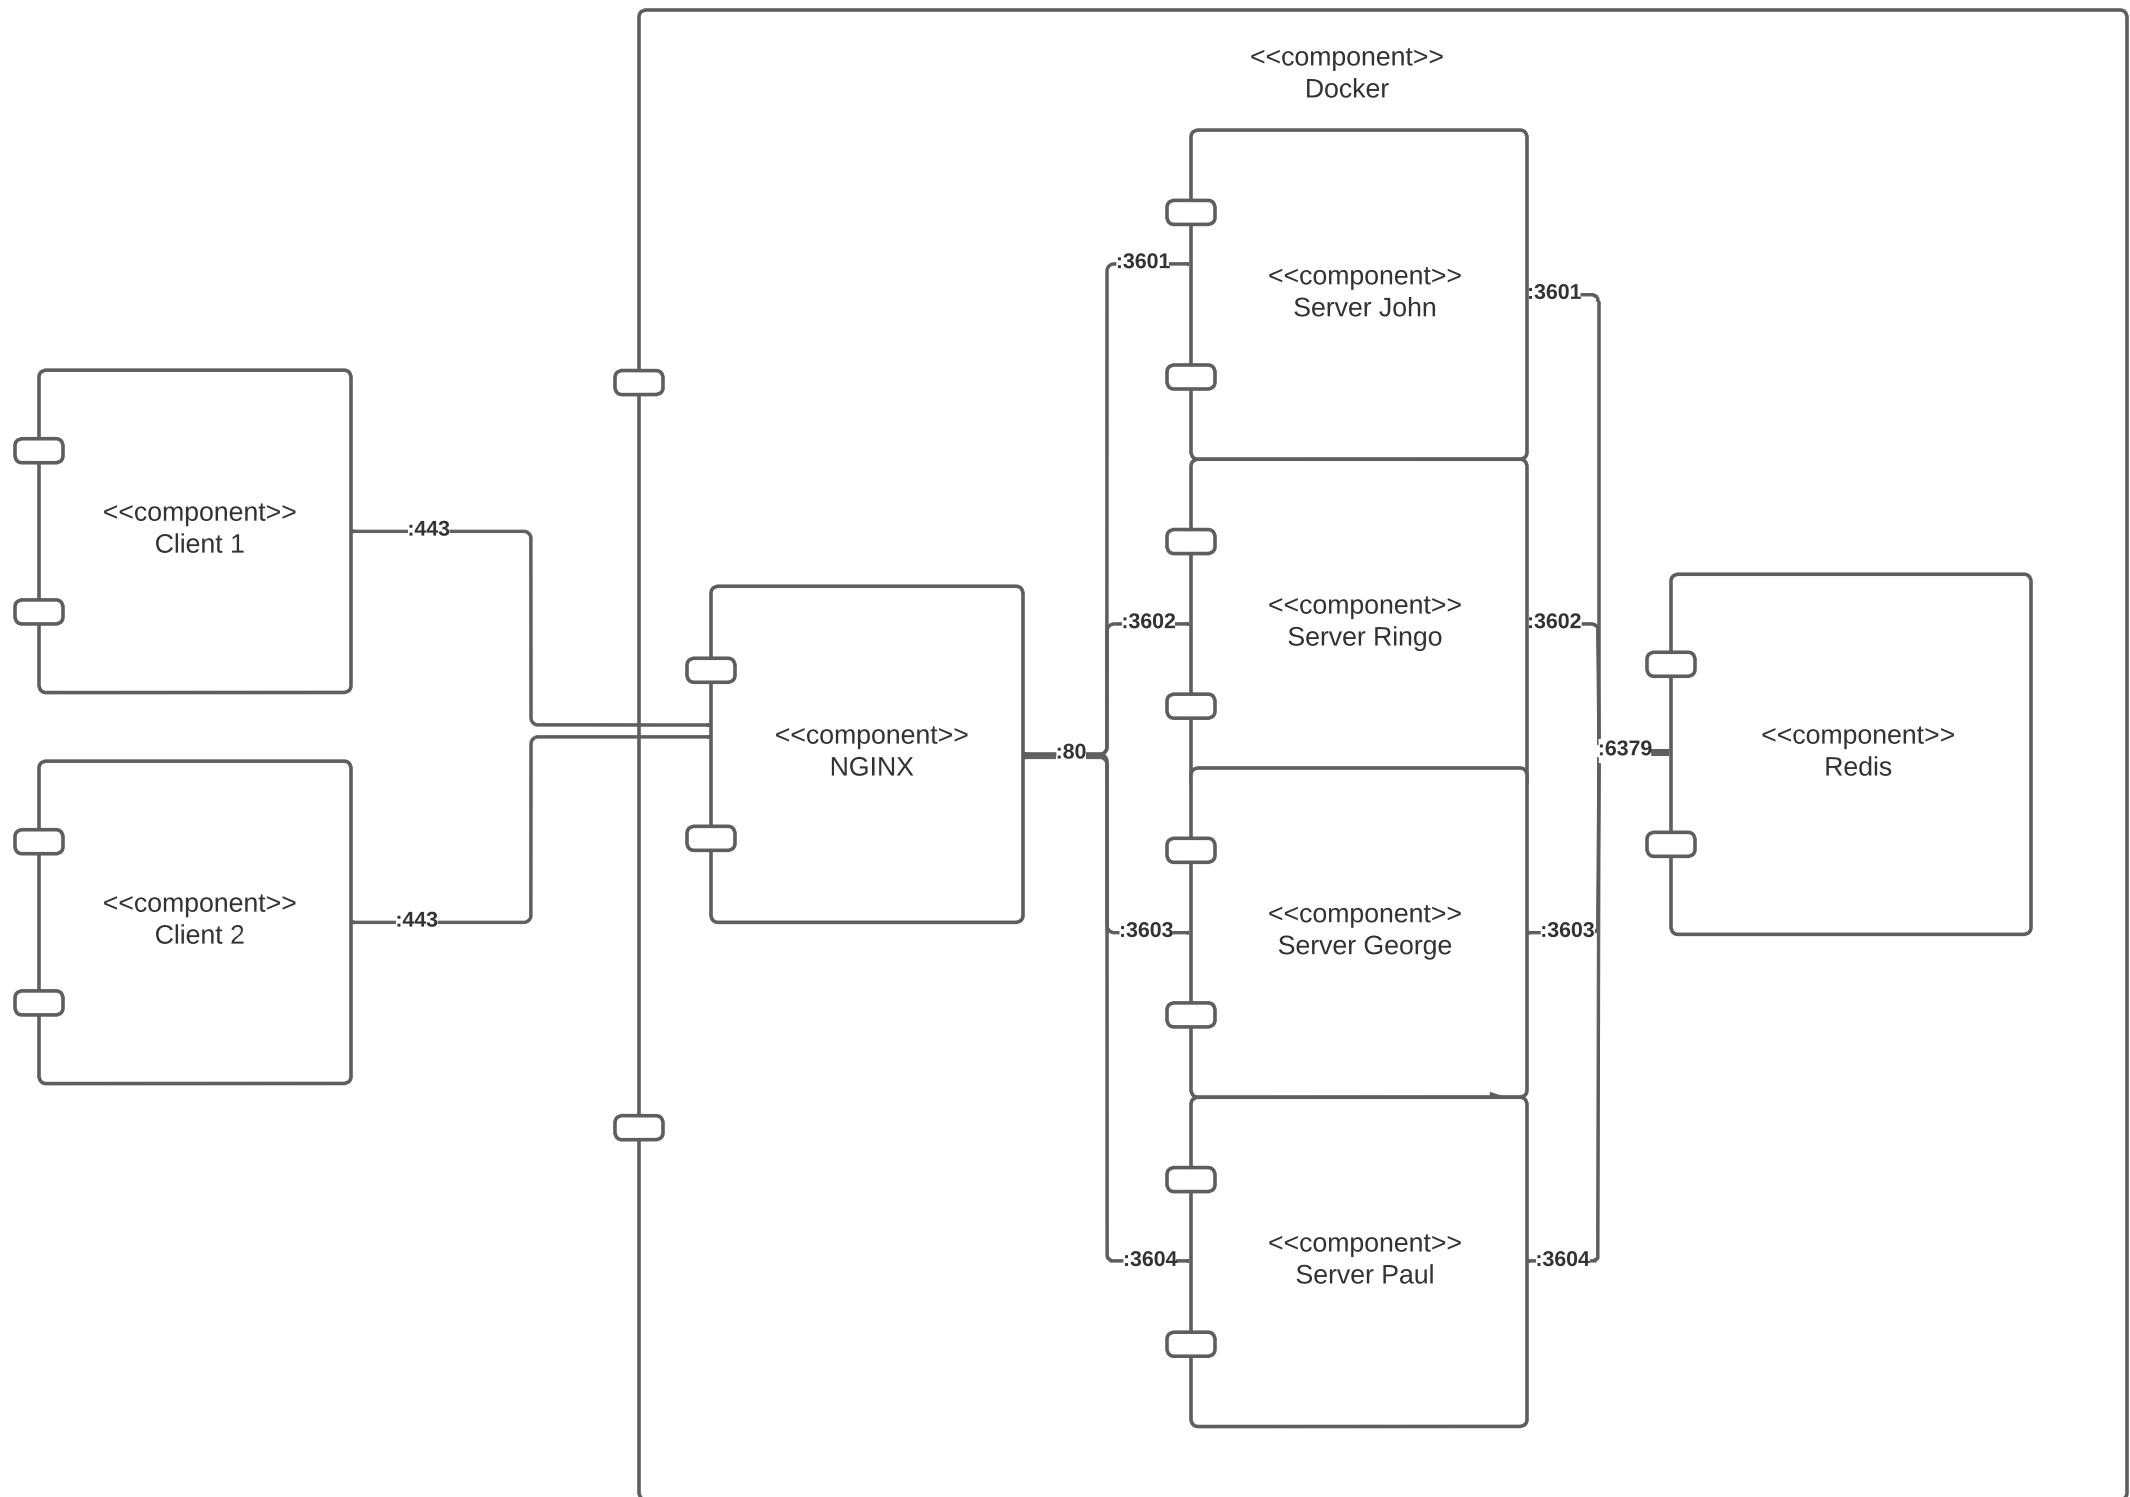 <<component>>
Docker
:3601
<<component>>
Server John
:3601
<<component>>
Client 1
:443
:3602
<<component>>
Server Ringo
:3602
<<component>>
NGINX
:80
:6379
<<component>>
Redis
<<component>>
Client 2
:443
:3603
<<component>>
Server George
:3603
:3604
<<component>>
Server Paul
:3604